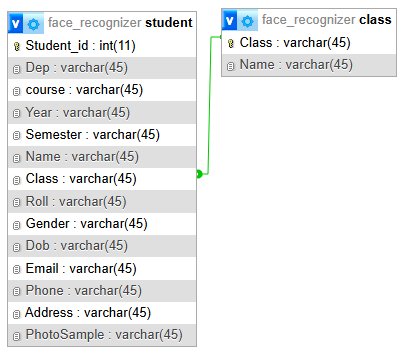 v face_recognizer student
Student_id : int(11)
Dep : varchar(45)
course : varchar(45)
Year : varchar(45)
Semester : varchar(45)
Name : varchar(45)
Class : varchar(45)
Roll : varchar(45)
Gender : varchar(45)
Dob : varchar(45)
Email : varchar(45)
Phone : varchar(45)
Address : varchar(45)
PhotoSample : varchar(45)
v face_recognizer class
Class : varchar(45)
Name : varchar(45)